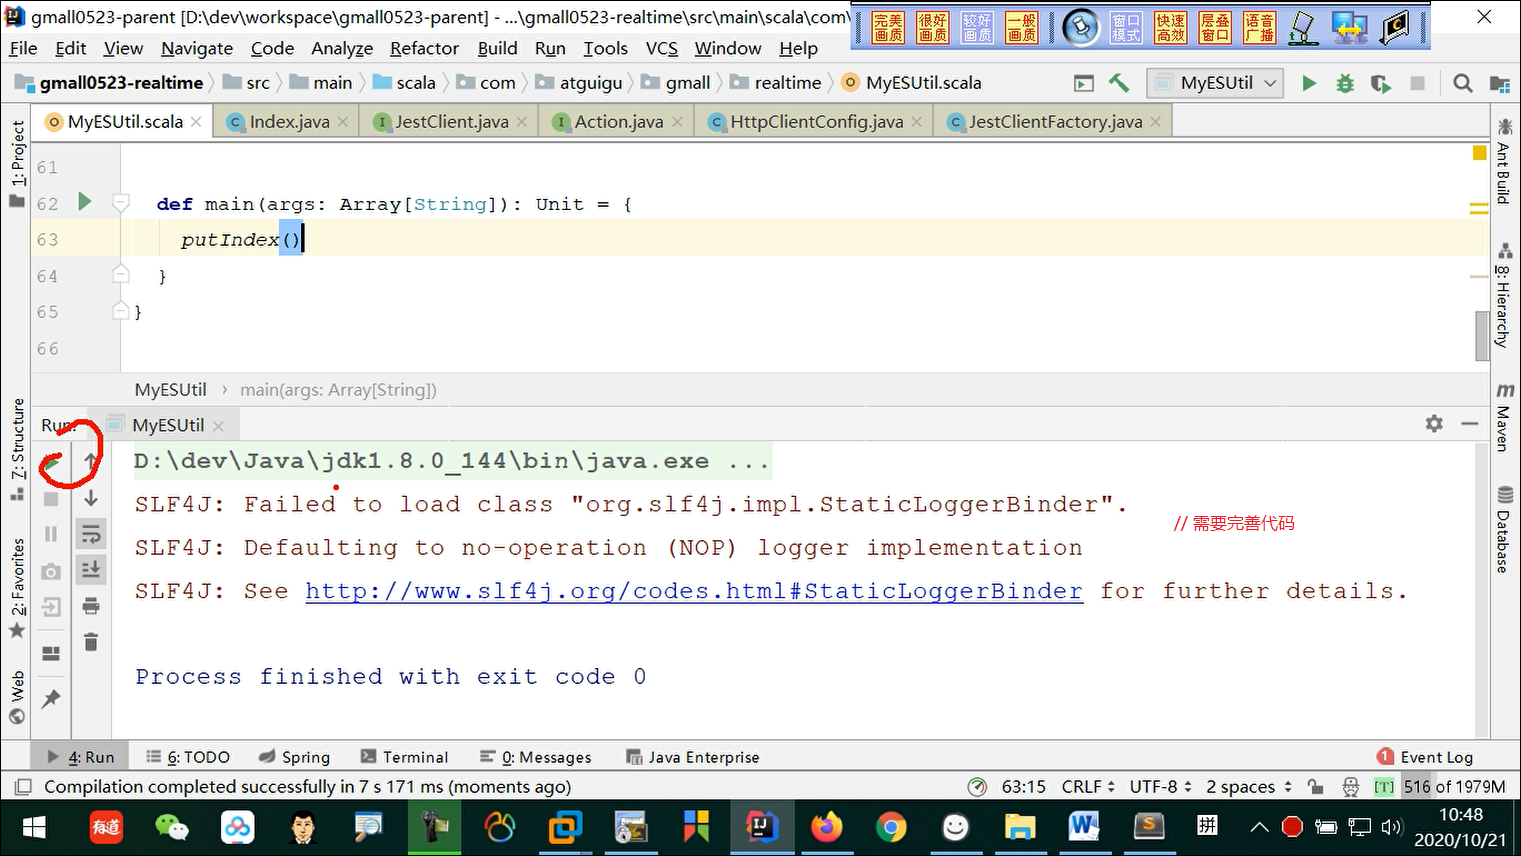 gmall0523-parent [D:\dev\workspace\gmall0523-parent] - ...\gmall0523-realtime\src\main\scala\com\
完美画质
很好画质
较好画质
一般画质
窗口模式
快速高效
层叠窗口
语音广播
File Edit View Navigate Code Analyze Refactor Build Run Tools VCS Window Help
gmall0523-realtime src main scala com atguigu gmall realtime MyESUtil.scala
MyESUtil
MyESUtil.scala Index.java JestClient.java Action.java HttpClientConfig.java JestClientFactory.java
61
62 def main(args: Array[String]): Unit = {
63 putIndex()
64 }
65 }
66
MyESUtil › main(args: Array[String])
Run: MyESUtil
D:\dev\Java\jdk1.8.0_144\bin\java.exe ...
SLF4J: Failed to load class "org.slf4j.impl.StaticLoggerBinder".
// 需要完善代码
SLF4J: Defaulting to no-operation (NOP) logger implementation
SLF4J: See http://www.slf4j.org/codes.html#StaticLoggerBinder for further details.
Process finished with exit code 0
1: Project
7: Structure
2: Favorites
Web
Ant Build
8: Hierarchy
m Maven
Database
4: Run 6: TODO Spring Terminal 0: Messages Java Enterprise 1 Event Log
Compilation completed successfully in 7 s 171 ms (moments ago) 63:15 CRLF UTF-8 2 spaces [T] 516 of 1979M
有道
拼
10:48
2020/10/21